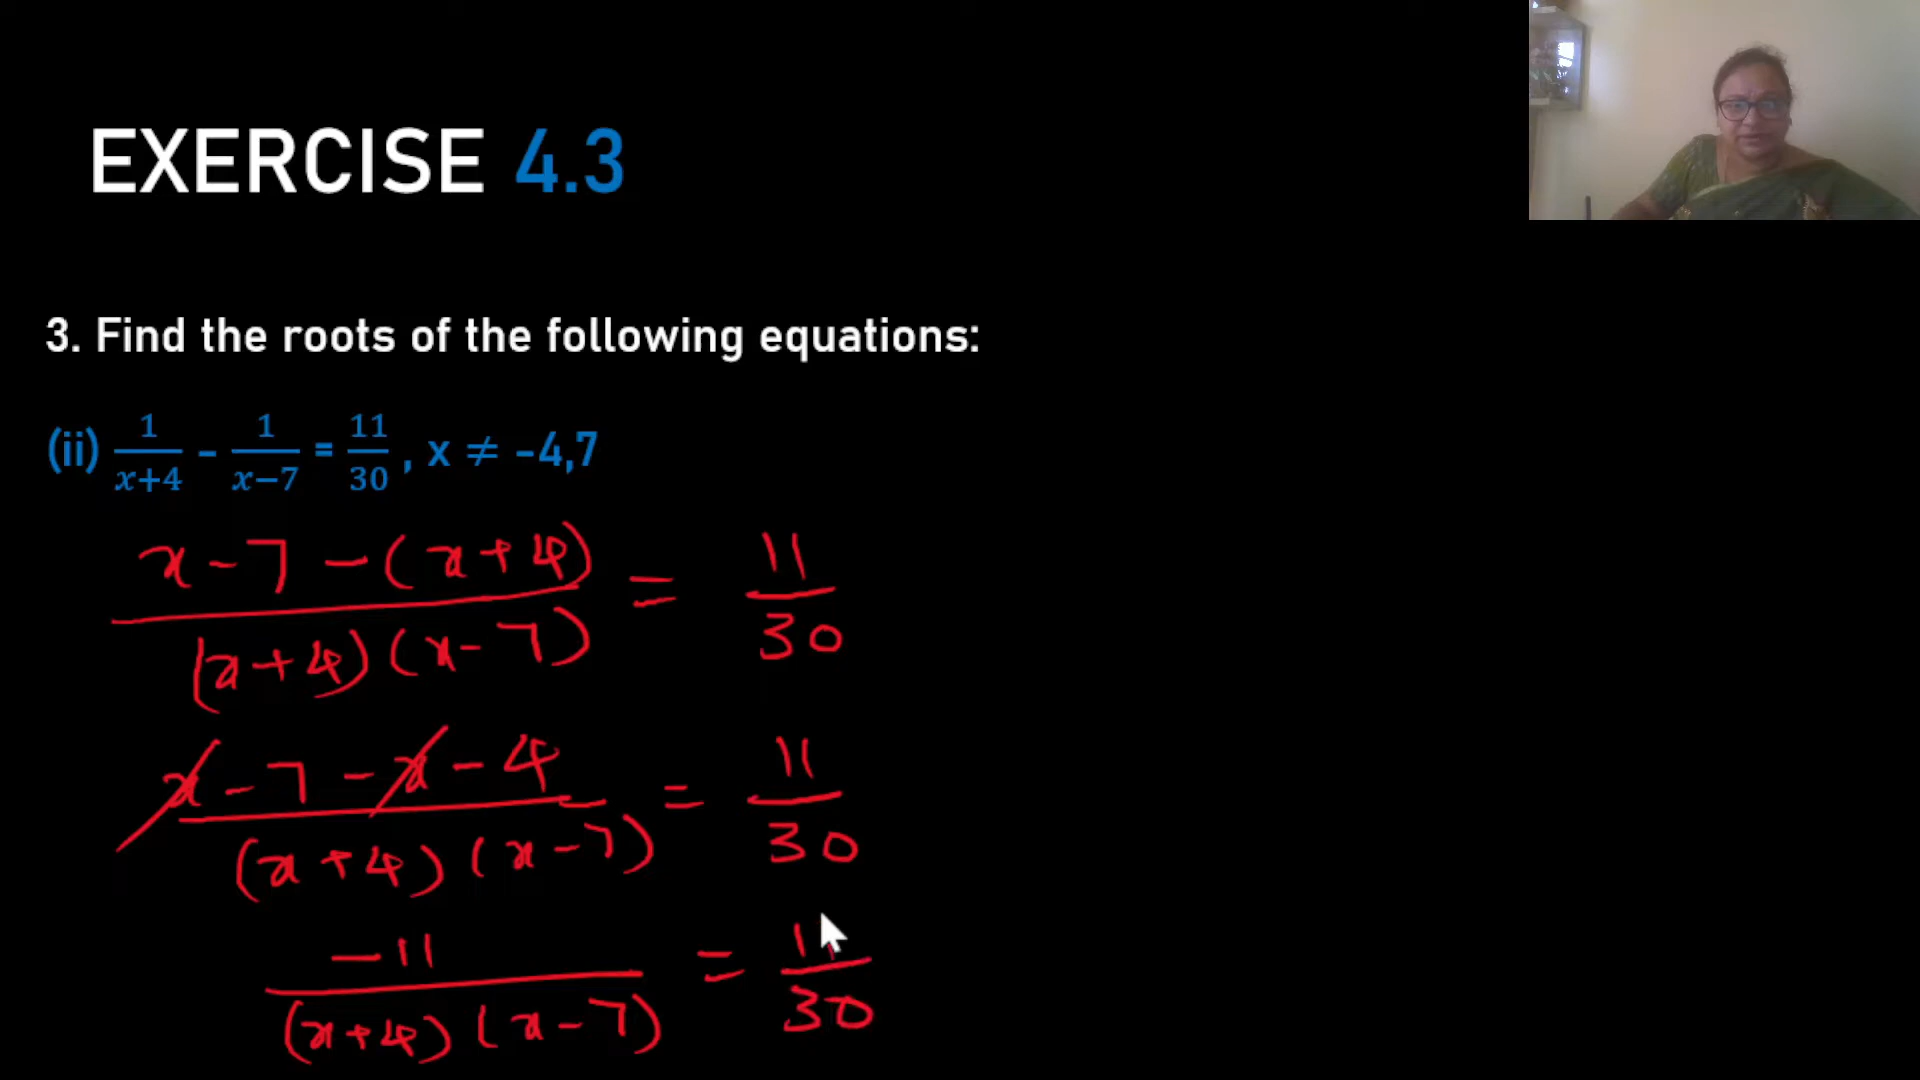 EXERCISE 4.3
3. Find the roots of the following equations:
(ii) 1/(x+4) - 1/(x−7) = 11/30 , x ≠ -4,7
(x - 7 - (x + 4))/((x + 4)(x - 7)) = 11/30
(x - 7 - x - 4)/((x + 4)(x - 7)) = 11/30
-11/((x + 4)(x - 7)) = 11/30